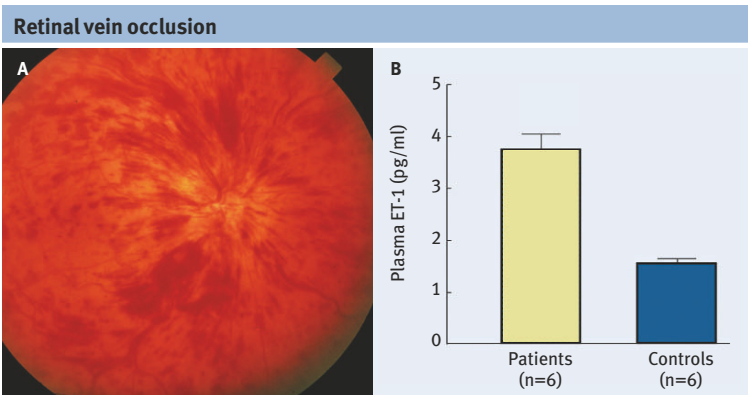 Retinal vein occlusion
A
B
Plasma ET-1 (pg/ml)
5
4
3
2
1
0
Patients
(n=6)
Controls
(n=6)